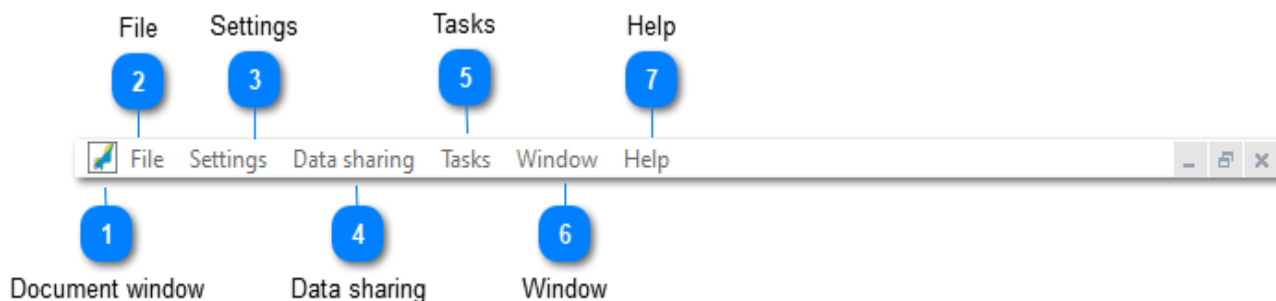 File Settings Tasks Help
2 3 5 7
File Settings Data sharing Tasks Window Help
1 4 6
Document window Data sharing Window